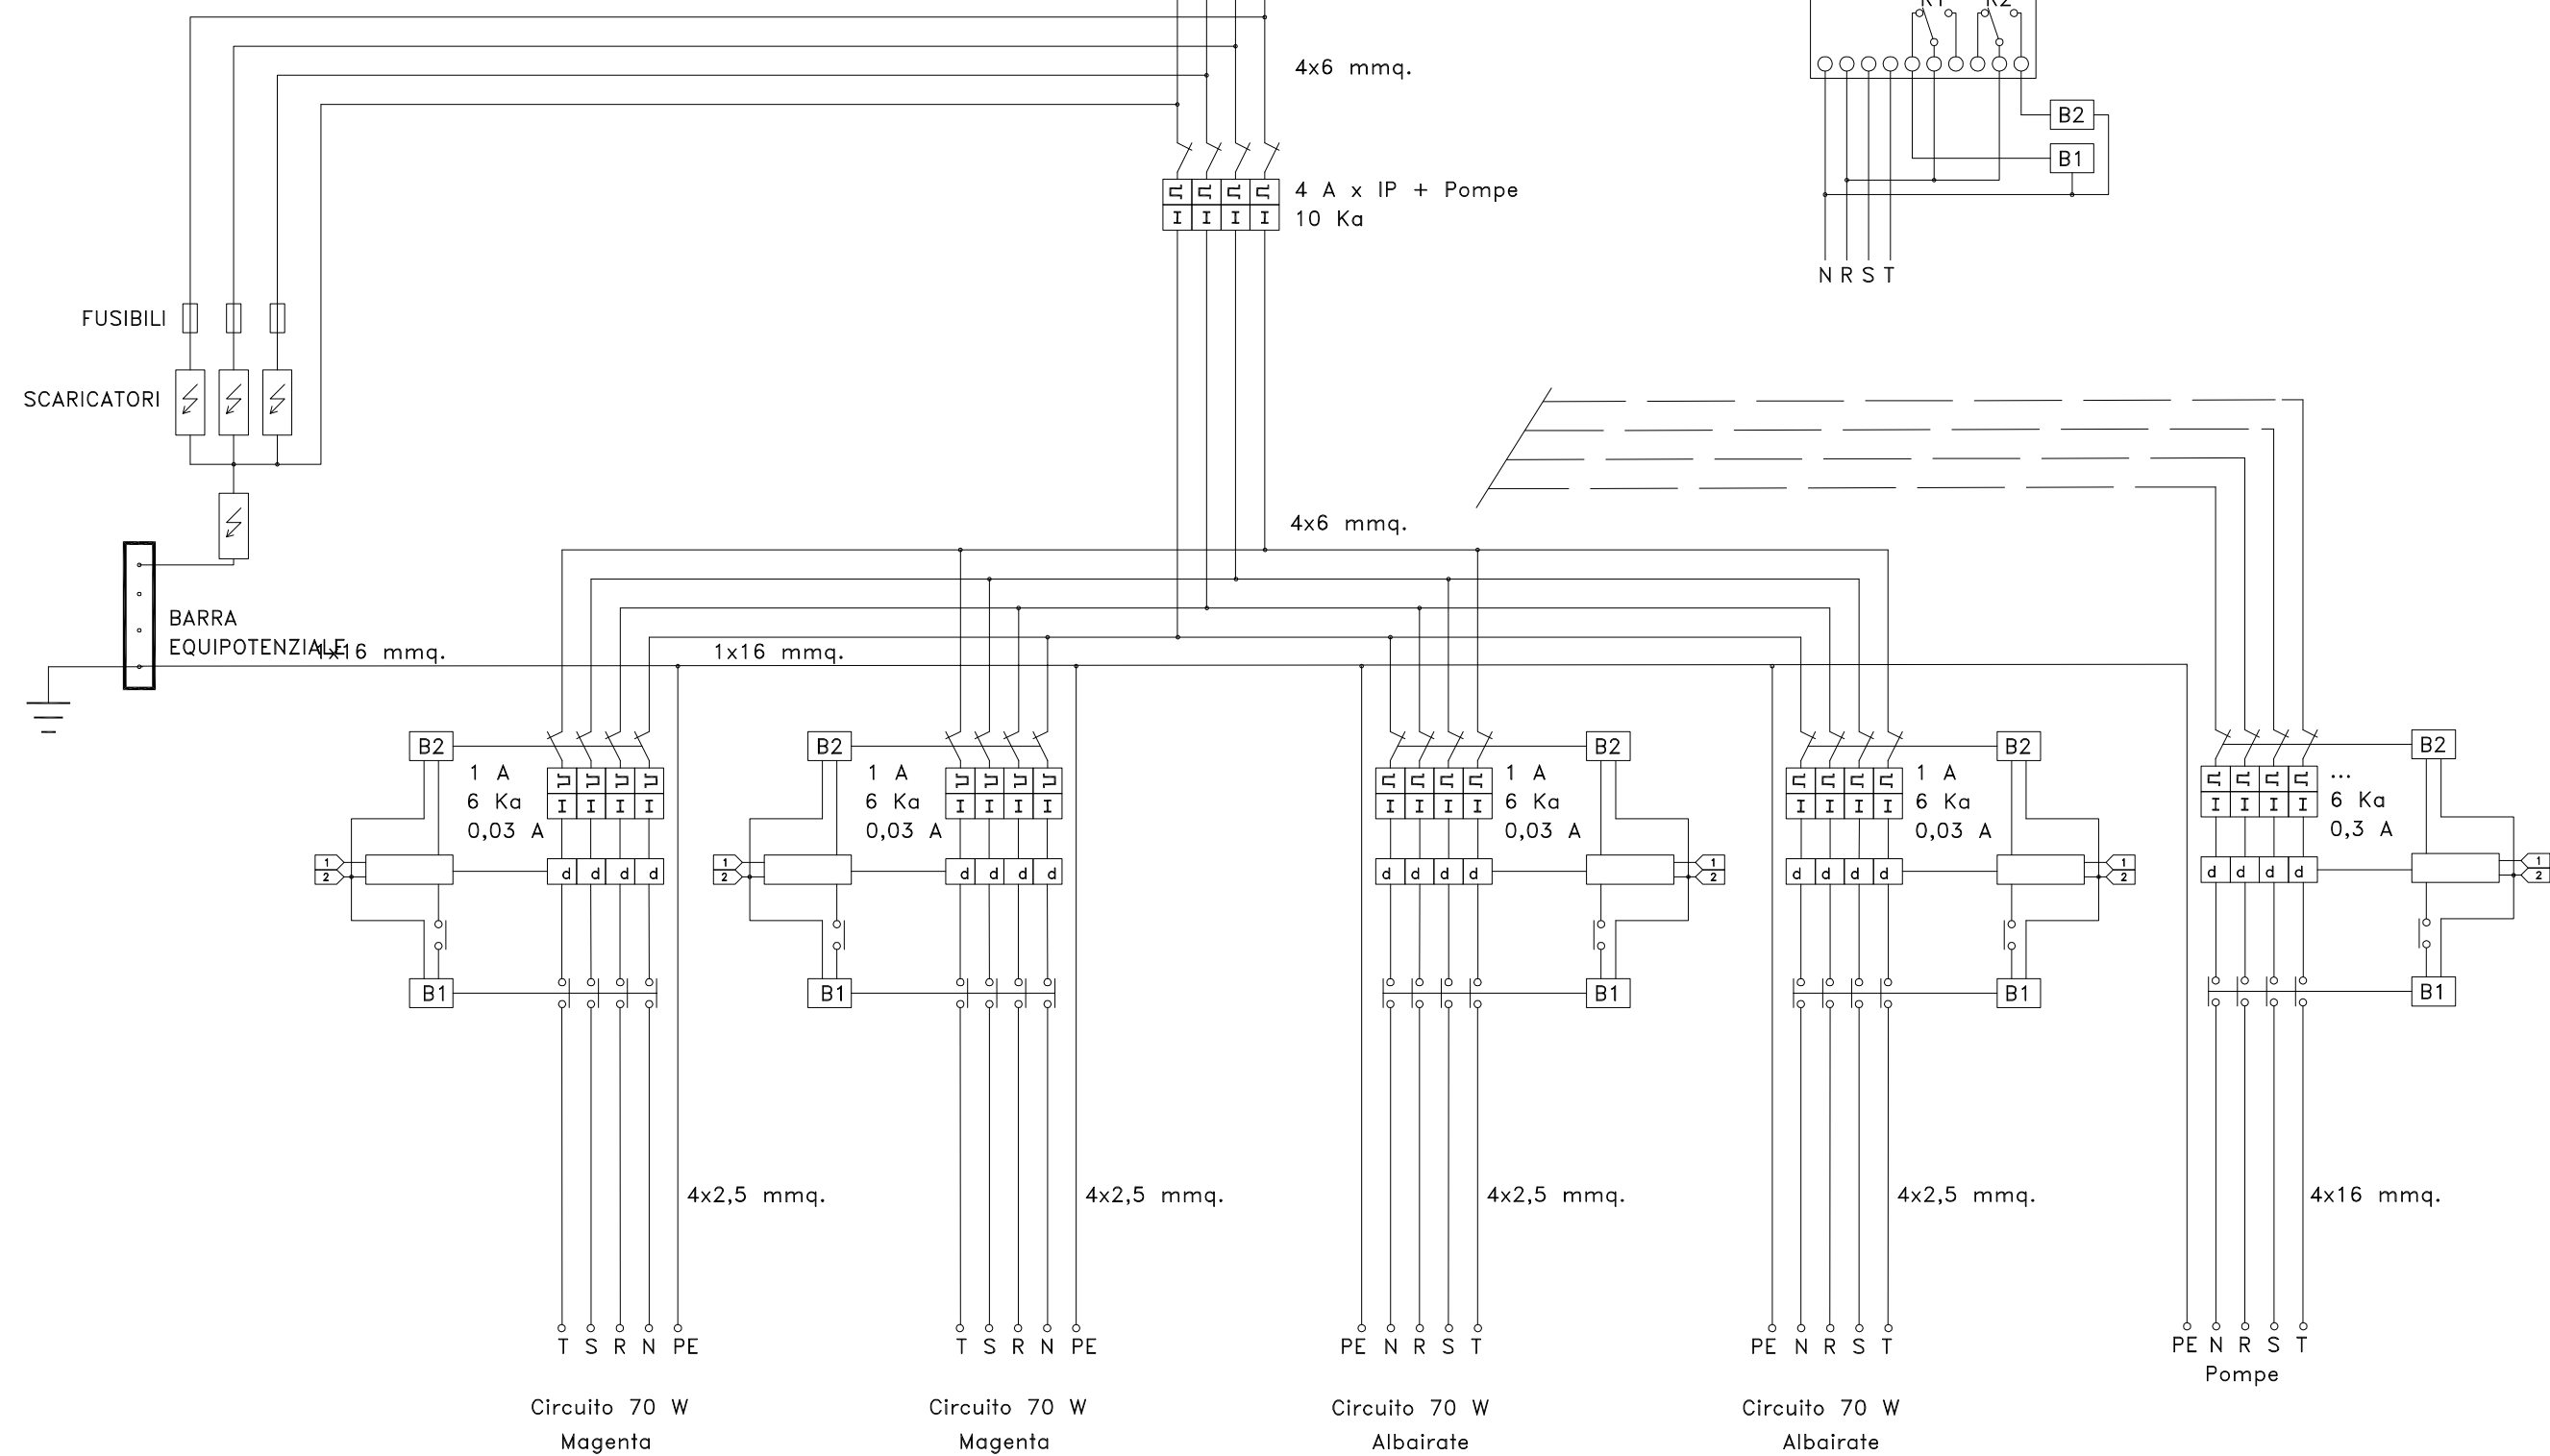 R1 R2
4x6 mmq.
B2
B1
4 A x IP + Pompe
10 Ka
N R S T
FUSIBILI
SCARICATORI
4x6 mmq.
BARRA
EQUIPOTENZIALE
1x16 mmq.
1x16 mmq.
B2
1 A
6 Ka
0,03 A
I I I I
1
2
d d d d
B1
4x2,5 mmq.
T S R N PE
Circuito 70 W
Magenta
B2
1 A
6 Ka
0,03 A
I I I I
1
2
d d d d
B1
4x2,5 mmq.
T S R N PE
Circuito 70 W
Magenta
B2
1 A
6 Ka
0,03 A
I I I I
1
2
d d d d
B1
4x2,5 mmq.
PE N R S T
Circuito 70 W
Albairate
B2
1 A
6 Ka
0,03 A
I I I I
1
2
d d d d
B1
4x2,5 mmq.
PE N R S T
Circuito 70 W
Albairate
B2
...
6 Ka
0,3 A
I I I I
1
2
d d d d
B1
4x16 mmq.
PE N R S T
Pompe
I I I I